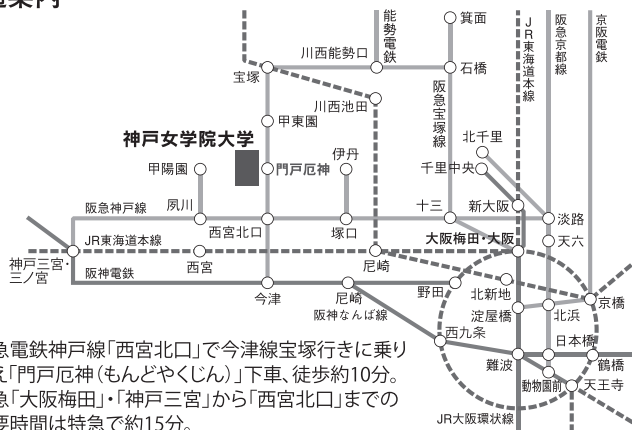 能勢電鉄
箕面
川西能勢口
宝塚
石橋
JR東海道本線
阪急京都線
京阪電鉄
川西池田
阪急宝塚線
甲東園
神戸女学院大学
北千里
伊丹
甲陽園
門戸厄神
千里中央
夙川
阪急神戸線
西宮北口
塚口
十三
新大阪
淡路
JR東海道本線
大阪梅田・大阪
天六
神戸三宮・
三ノ宮
西宮
尼崎
阪神電鉄
今津
尼崎
野田
北新地
京橋
阪神なんば線
淀屋橋
北浜
西九条
日本橋
難波
鶴橋
動物園前
天王寺
JR大阪環状線
急電鉄神戸線「西宮北口」で今津線宝塚行きに乗り
え「門戸厄神（もんどやくじん）」下車、徒歩約10分。
急「大阪梅田」・「神戸三宮」から「西宮北口」までの
要時間は特急で約15分。